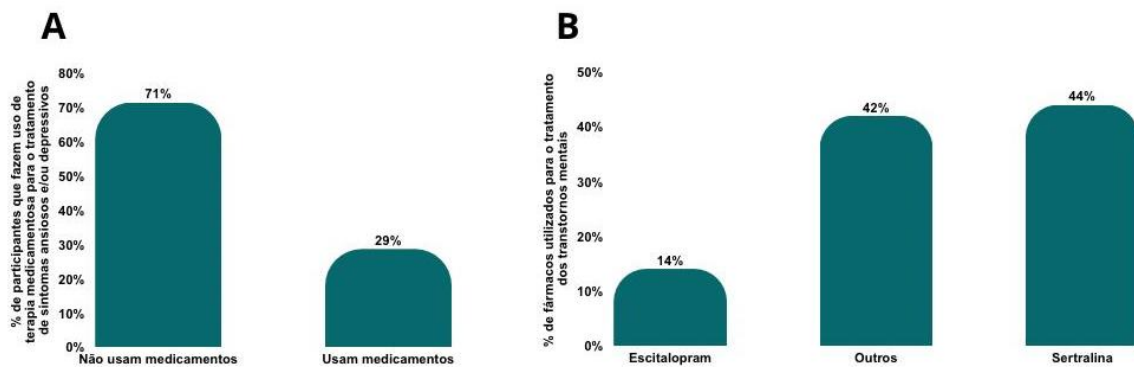 A
% de participantes que fazem uso de
terapia medicamentosa para o tratamento
de sintomas ansiosos e/ou depressivos
80%
70%
60%
50%
40%
30%
20%
10%
0%
71%
29%
Não usam medicamentos
Usam medicamentos
B
% de fármacos utilizados para o tratamento
dos transtornos mentais
50%
40%
30%
20%
10%
0%
14%
42%
44%
Escitalopram
Outros
Sertralina